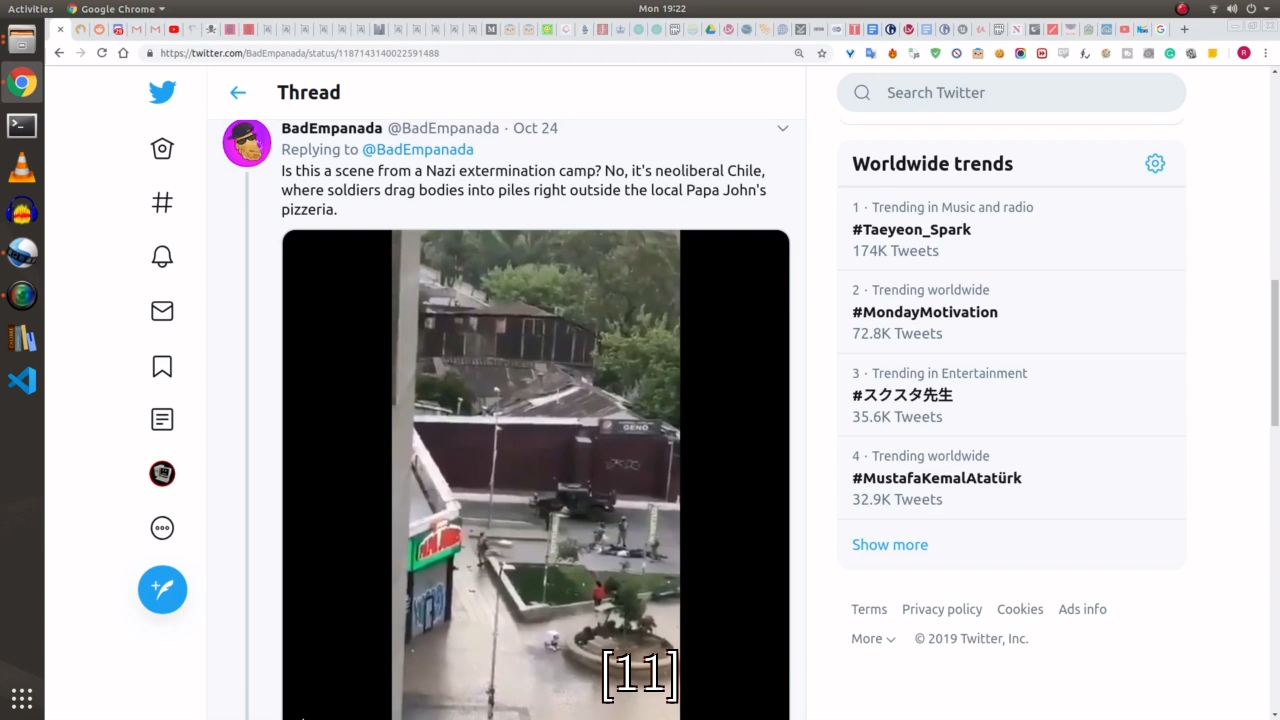 Activities
Google Chrome
Mon 19:22
https://twitter.com/BadEmpanada/status/1187143140022591488
Thread
BadEmpanada @BadEmpanada · Oct 24
Replying to @BadEmpanada
Is this a scene from a Nazi extermination camp? No, it's neoliberal Chile,
where soldiers drag bodies into piles right outside the local Papa John's
pizzeria.
GENO
[11]
Search Twitter
Worldwide trends
1 · Trending in Music and radio
#Taeyeon_Spark
174K Tweets
2 · Trending worldwide
#MondayMotivation
72.8K Tweets
3 · Trending in Entertainment
#スクスタ先生
35.6K Tweets
4 · Trending worldwide
#MustafaKemalAtatürk
32.9K Tweets
Show more
Terms Privacy policy Cookies Ads info
More © 2019 Twitter, Inc.